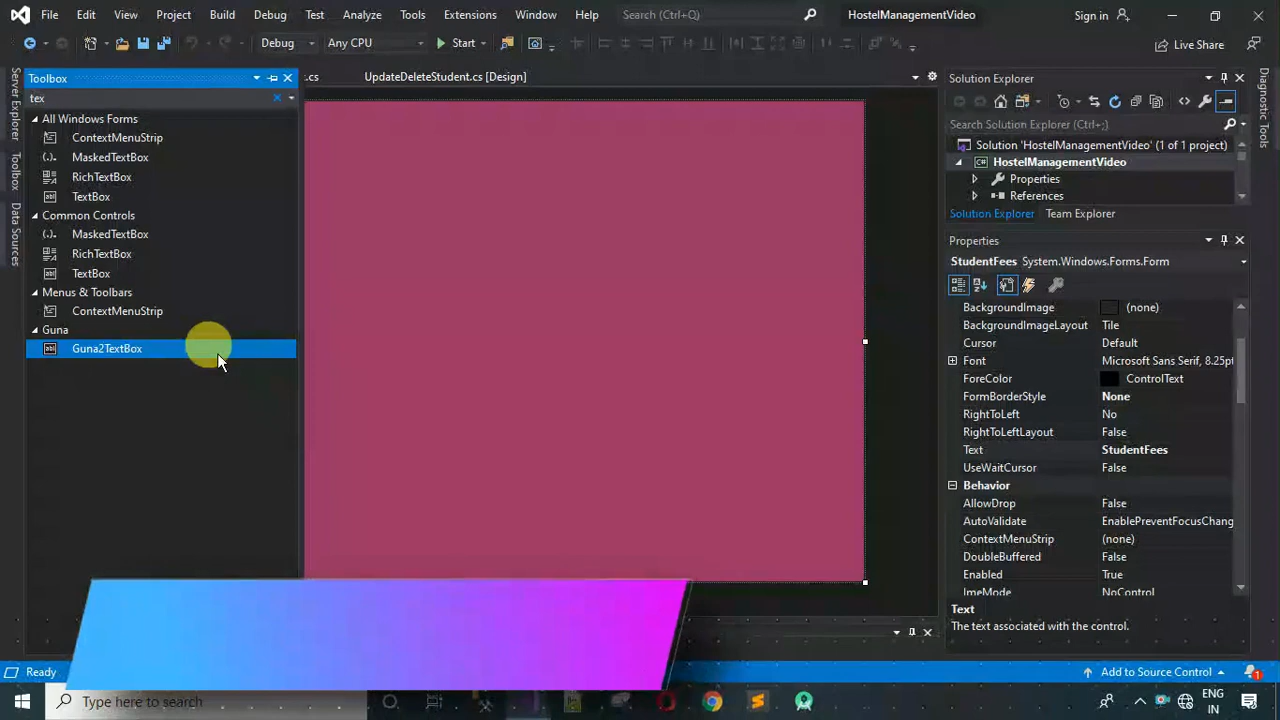 File Edit View Project Build Debug Test Analyze Tools Extensions Window Help Search (Ctrl+Q) HostelManagementVideo Sign in
Debug Any CPU Start Live Share
Server Explorer
Toolbox
Data Sources
Toolbox
tex
All Windows Forms
ContextMenuStrip
MaskedTextBox
RichTextBox
TextBox
Common Controls
MaskedTextBox
RichTextBox
TextBox
Menus & Toolbars
ContextMenuStrip
Guna
Guna2TextBox
.cs UpdateDeleteStudent.cs [Design]
Solution Explorer
Search Solution Explorer (Ctrl+;)
Solution 'HostelManagementVideo' (1 of 1 project)
HostelManagementVideo
Properties
References
Solution Explorer Team Explorer
Properties
StudentFees System.Windows.Forms.Form
BackgroundImage (none)
BackgroundImageLayout Tile
Cursor Default
Font Microsoft Sans Serif, 8.25pt
ForeColor ControlText
FormBorderStyle None
RightToLeft No
RightToLeftLayout False
Text StudentFees
UseWaitCursor False
Behavior
AllowDrop False
AutoValidate EnablePreventFocusChang
ContextMenuStrip (none)
DoubleBuffered False
Enabled True
ImeMode NoControl
Text
The text associated with the control.
Diagnostic Tools
Ready Add to Source Control 1
Type here to search ENG
IN